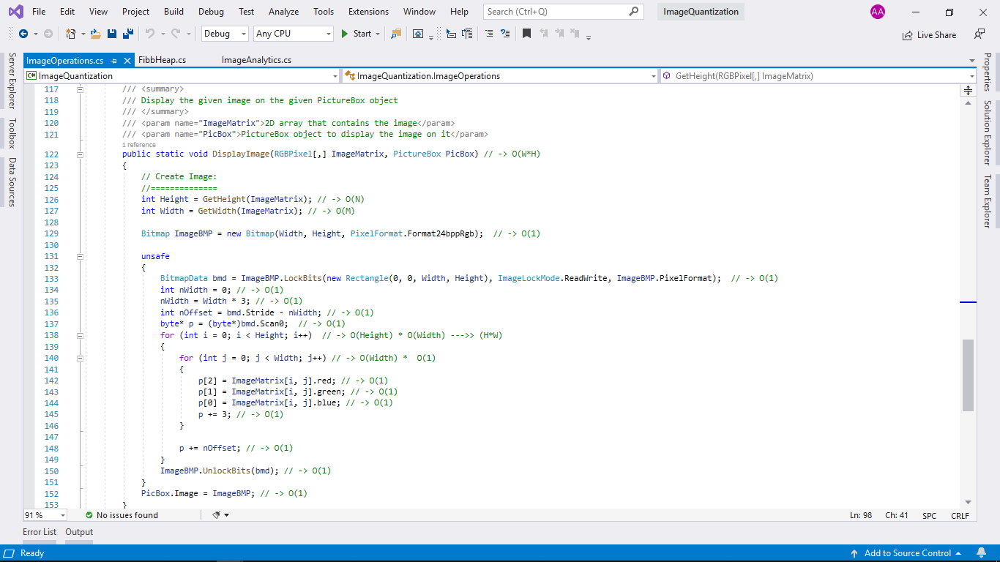 File Edit View Project Build Debug Test Analyze Tools Extensions Window Help Search (Ctrl+Q) ImageQuantization AA
Debug Any CPU Start Live Share
ImageOperations.cs FibbHeap.cs ImageAnalytics.cs
C# ImageQuantization ImageQuantization.ImageOperations GetHeight(RGBPixel[,] ImageMatrix)
Server Explorer
Toolbox
Data Sources
Properties
Solution Explorer
Team Explorer
117 /// <summary>
118 /// Display the given image on the given PictureBox object
119 /// </summary>
120 /// <param name="ImageMatrix">2D array that contains the image</param>
121 /// <param name="PicBox">PictureBox object to display the image on it</param>
1 reference
122 public static void DisplayImage(RGBPixel[,] ImageMatrix, PictureBox PicBox) // -> O(W*H)
123 {
124 // Create Image:
125 //==============
126 int Height = GetHeight(ImageMatrix); // -> O(N)
127 int Width = GetWidth(ImageMatrix); // -> O(M)
128
129 Bitmap ImageBMP = new Bitmap(Width, Height, PixelFormat.Format24bppRgb);  // -> O(1)
130
131 unsafe
132 {
133 BitmapData bmd = ImageBMP.LockBits(new Rectangle(0, 0, Width, Height), ImageLockMode.ReadWrite, ImageBMP.PixelFormat);  // -> O(1)
134 int nWidth = 0; // -> O(1)
135 nWidth = Width * 3; // -> O(1)
136 int nOffset = bmd.Stride - nWidth; // -> O(1)
137 byte* p = (byte*)bmd.Scan0;  // -> O(1)
138 for (int i = 0; i < Height; i++)  // -> O(Height) * O(Width) --->> (H*W)
139 {
140 for (int j = 0; j < Width; j++) // -> O(Width) *  O(1)
141 {
142 p[2] = ImageMatrix[i, j].red; // -> O(1)
143 p[1] = ImageMatrix[i, j].green; // -> O(1)
144 p[0] = ImageMatrix[i, j].blue; // -> O(1)
145 p += 3; // -> O(1)
146 }
147
148 p += nOffset; // -> O(1)
149 }
150 ImageBMP.UnlockBits(bmd); // -> O(1)
151 }
152 PicBox.Image = ImageBMP; // -> O(1)
153 }
91 % No issues found Ln: 98 Ch: 41 SPC CRLF
Error List Output
Ready Add to Source Control